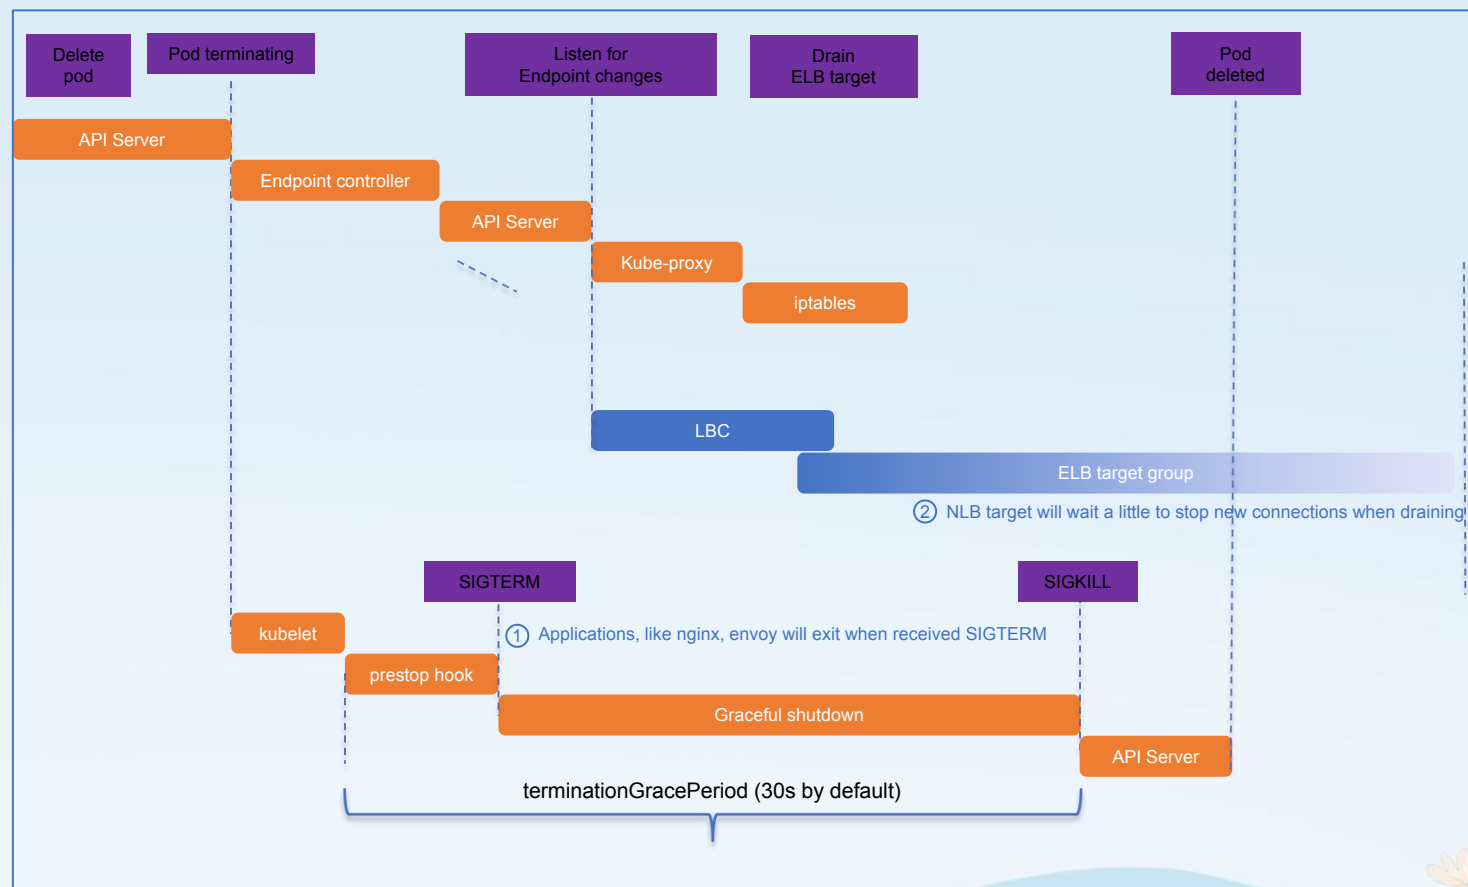 Delete
pod
Pod terminating
Listen for
Endpoint changes
Drain
ELB target
Pod
deleted
API Server
Endpoint controller
API Server
Kube-proxy
iptables
LBC
ELB target group
② NLB target will wait a little to stop new connections when draining
SIGTERM
SIGKILL
kubelet
① Applications, like nginx, envoy will exit when received SIGTERM
prestop hook
Graceful shutdown
API Server
terminationGracePeriod (30s by default)